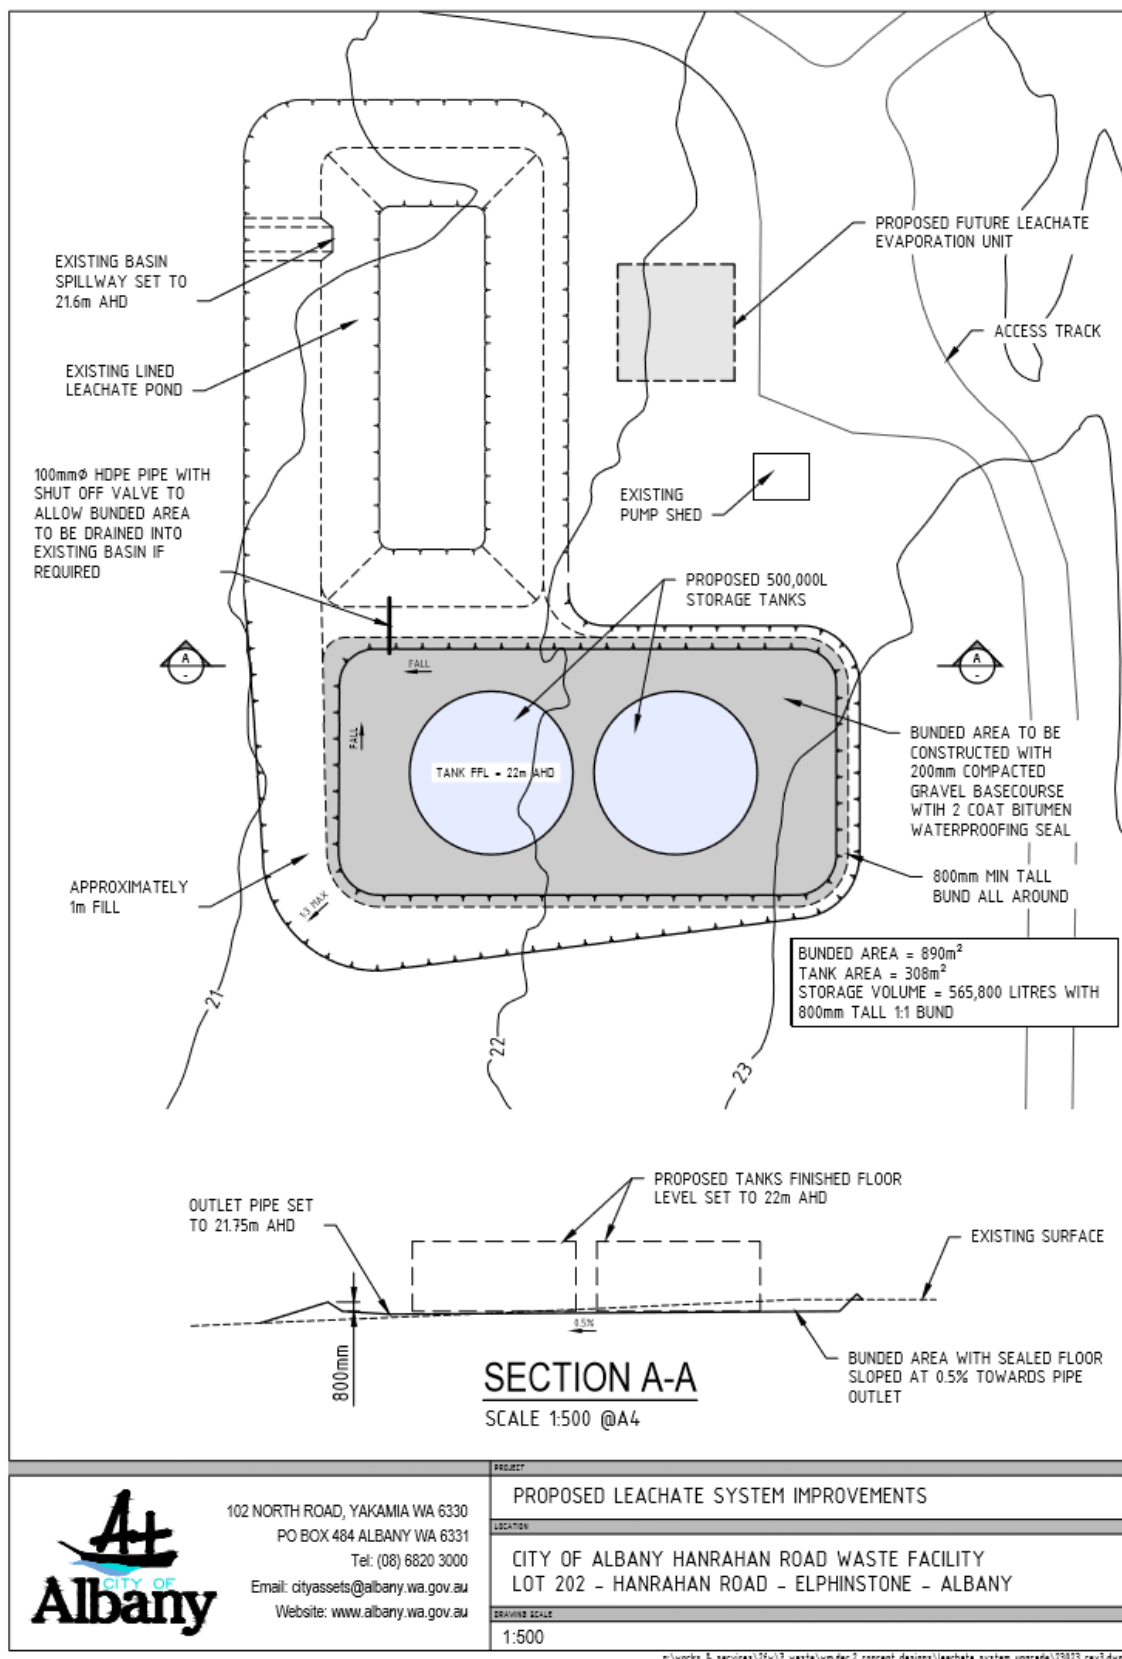 PROPOSED FUTURE LEACHATE
EVAPORATION UNIT
EXISTING BASIN
SPILLWAY SET TO
21.6m AHD
ACCESS TRACK
EXISTING LINED
LEACHATE POND
100mmϕ HDPE PIPE WITH
SHUT OFF VALVE TO
ALLOW BUNDED AREA
TO BE DRAINED INTO
EXISTING BASIN IF
REQUIRED
EXISTING
PUMP SHED
PROPOSED 500,000L
STORAGE TANKS
A
-
FALL
A
-
FALL
TANK FFL = 22m AHD
BUNDED AREA TO BE
CONSTRUCTED WITH
200mm COMPACTED
GRAVEL BASECOURSE
WTIH 2 COAT BITUMEN
WATERPROOFING SEAL
APPROXIMATELY
1m FILL
1:3 MAX
800mm MIN TALL
BUND ALL AROUND
BUNDED AREA = 890m²
TANK AREA = 308m²
STORAGE VOLUME = 565,800 LITRES WITH
800mm TALL 1:1 BUND
21
22
23
PROPOSED TANKS FINISHED FLOOR
LEVEL SET TO 22m AHD
OUTLET PIPE SET
TO 21.75m AHD
EXISTING SURFACE
0.5%
800mm
BUNDED AREA WITH SEALED FLOOR
SLOPED AT 0.5% TOWARDS PIPE
OUTLET
SECTION A-A
SCALE 1:500 @A4
CITY OF
Albany
102 NORTH ROAD, YAKAMIA WA 6330
PO BOX 484 ALBANY WA 6331
Tel: (08) 6820 3000
Email: cityassets@albany.wa.gov.au
Website: www.albany.wa.gov.au
PROJECT
PROPOSED LEACHATE SYSTEM IMPROVEMENTS
LOCATION
CITY OF ALBANY HANRAHAN ROAD WASTE FACILITY
LOT 202 - HANRAHAN ROAD - ELPHINSTONE - ALBANY
DRAWING SCALE
1:500